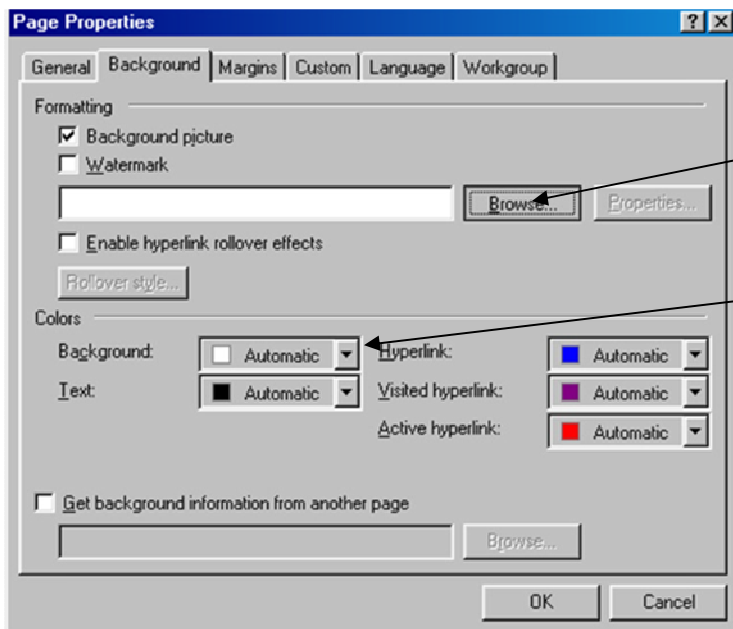 Page Properties
General Background Margins Custom Language Workgroup
Formatting
Background picture
Watermark
Browse... Properties...
Enable hyperlink rollover effects
Rollover style...
Colors
Background: Automatic Hyperlink: Automatic
Text: Automatic Visited hyperlink: Automatic
Active hyperlink: Automatic
Get background information from another page
Browse...
OK Cancel